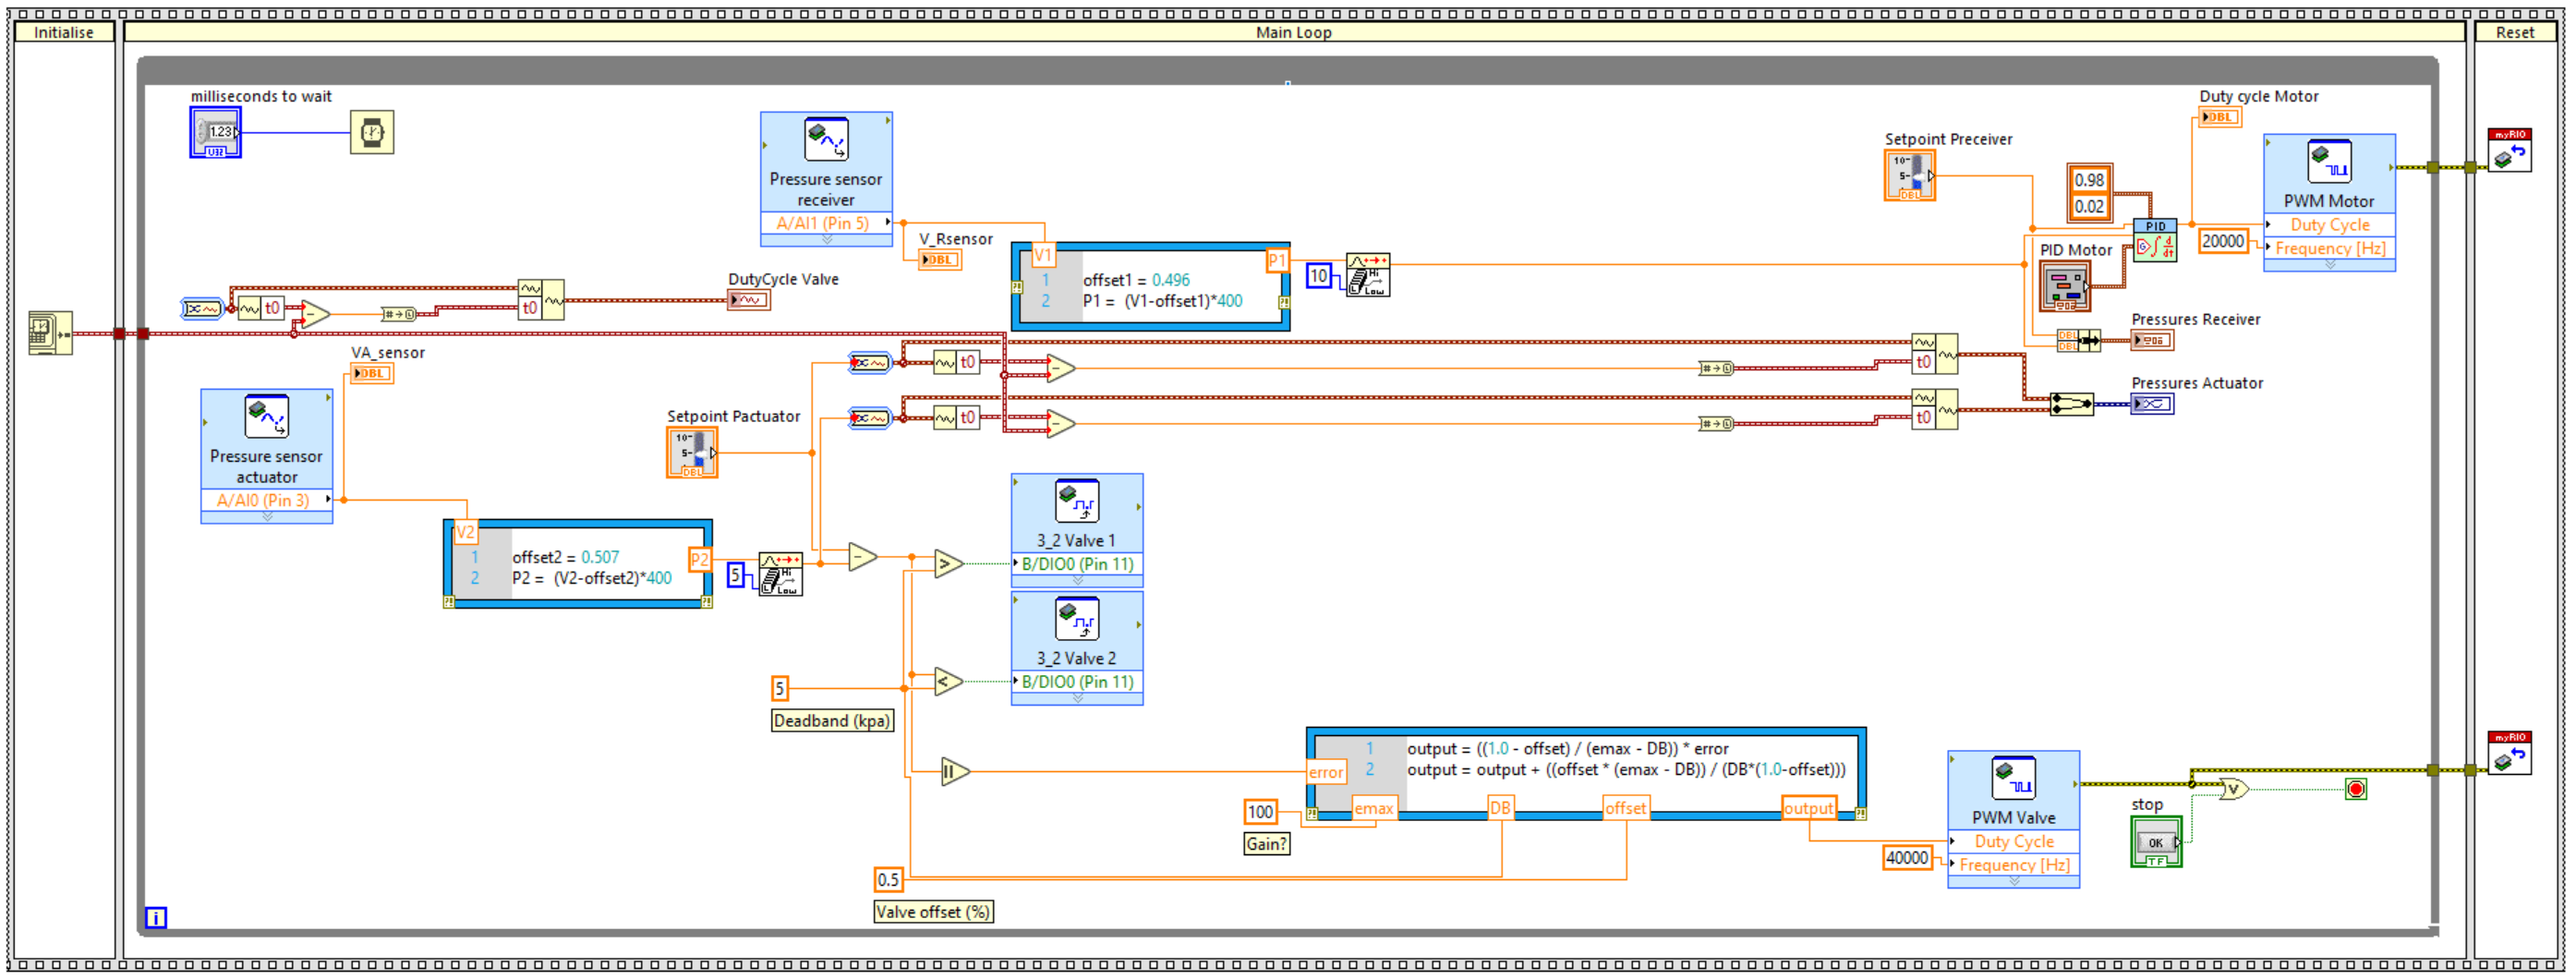 Initialise
Main Loop
Reset
milliseconds to wait
1.23
U32
Pressure sensor
receiver
A/AI1 (Pin 5)
V_Rsensor
DBL
V1
1 offset1 = 0.496
2 P1 = (V1-offset1)*400
P1
10
Hi
Low
Setpoint Preceiver
10-
5-
DBL
0.98
0.02
PID
PID Motor
Duty cycle Motor
DBL
PWM Motor
Duty Cycle
20000
Frequency [Hz]
myRIO
DutyCycle Valve
t0
t0
Pressures Receiver
DBL
DBL
VA_sensor
DBL
t0
t0
Pressures Actuator
t0
t0
Pressure sensor
actuator
A/AI0 (Pin 3)
Setpoint Pactuator
10-
5-
DBL
V2
1 offset2 = 0.507
2 P2 = (V2-offset2)*400
P2
5
Hi
Low
3_2 Valve 1
B/DIO0 (Pin 11)
3_2 Valve 2
B/DIO0 (Pin 11)
5
Deadband (kpa)
error
1 output = ((1.0 - offset) / (emax - DB)) * error
2 output = output + ((offset * (emax - DB)) / (DB*(1.0-offset)))
emax
DB
offset
output
100
Gain?
0.5
Valve offset (%)
PWM Valve
Duty Cycle
40000
Frequency [Hz]
stop
OK
TF
myRIO
i